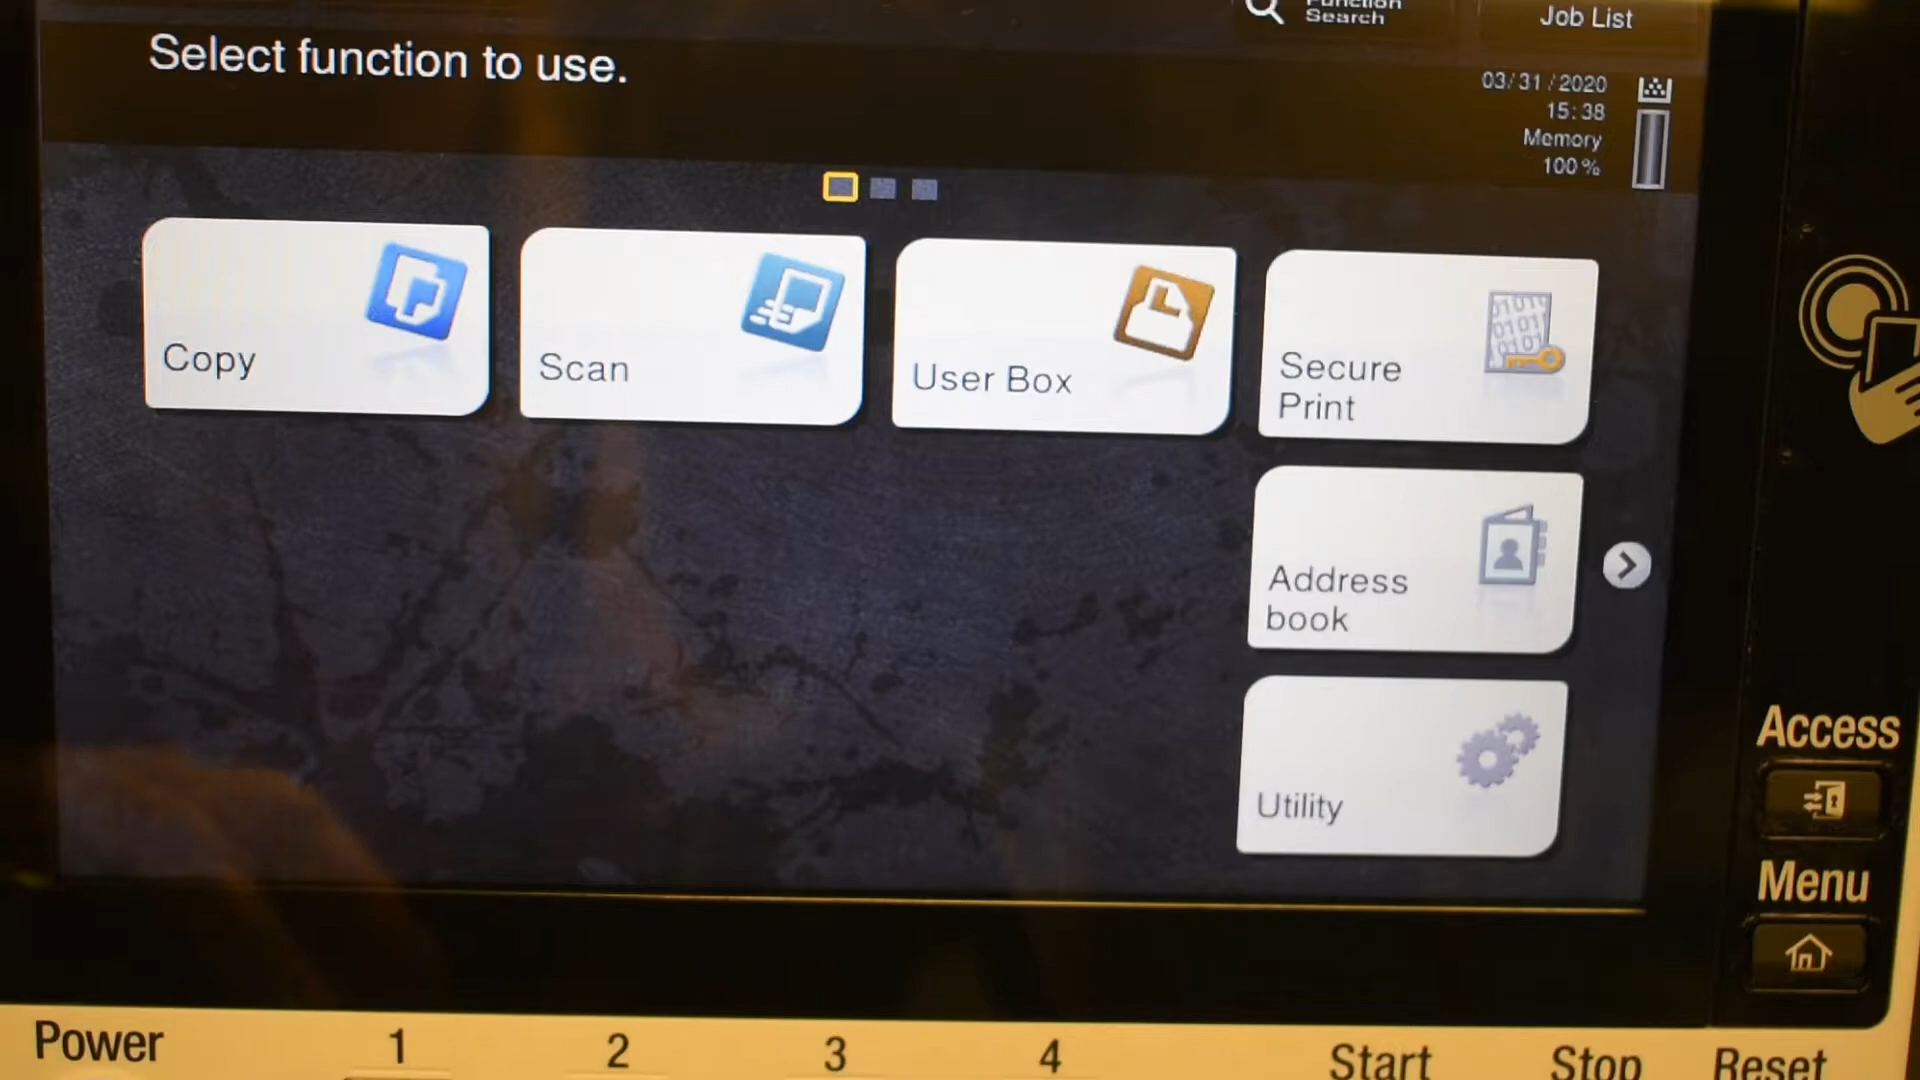 Function
Search
Job List
Select function to use.
03/31/2020
15:38
Memory
100%
Copy
Scan
User Box
Secure
Print
Address
book
Utility
Access
Menu
Power
1
2
3
4
Start
Stop
Reset